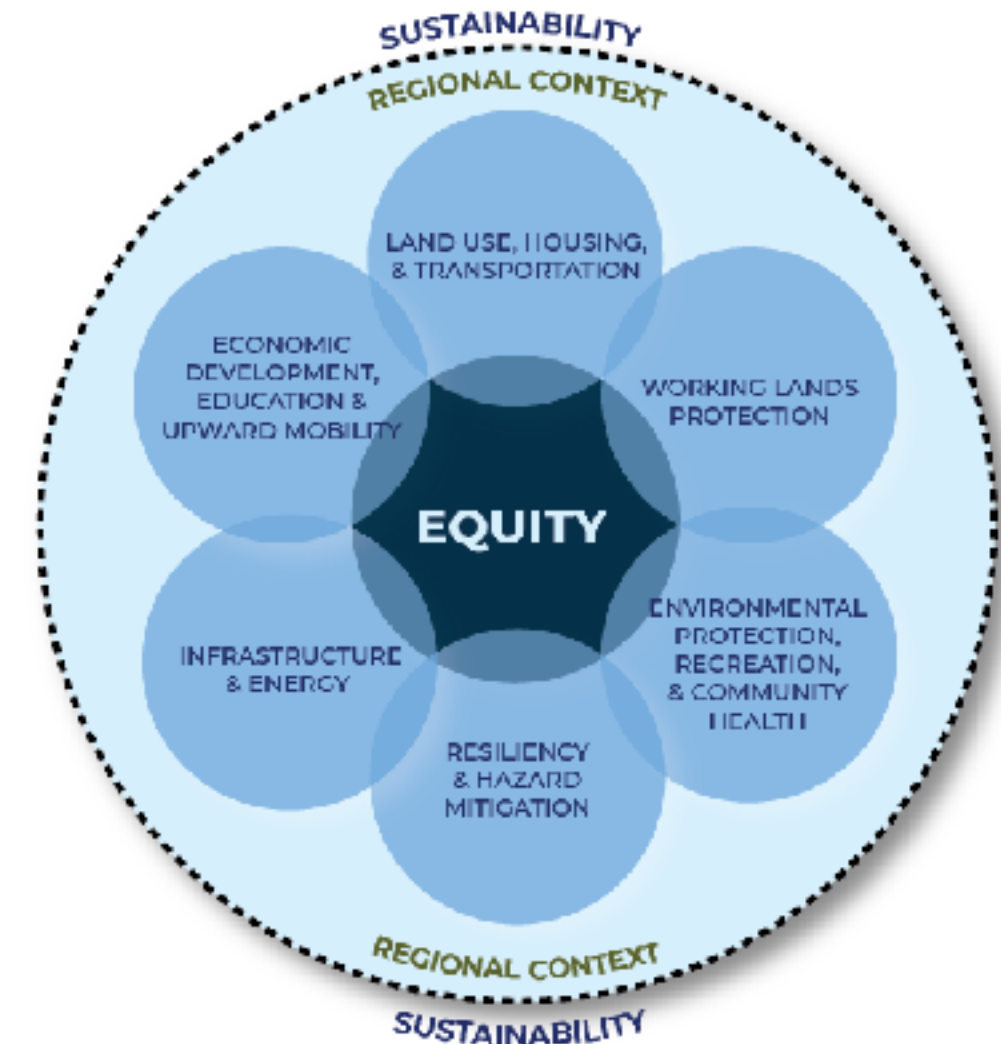 SUSTAINABILITY
REGIONAL CONTEXT
LAND USE, HOUSING,
& TRANSPORTATION
ECONOMIC
DEVELOPMENT,
EDUCATION &
UPWARD MOBILITY
WORKING LANDS
PROTECTION
EQUITY
INFRASTRUCTURE
& ENERGY
ENVIRONMENTAL
PROTECTION,
RECREATION,
& COMMUNITY
HEALTH
RESILIENCY
& HAZARD
MITIGATION
REGIONAL CONTEXT
SUSTAINABILITY